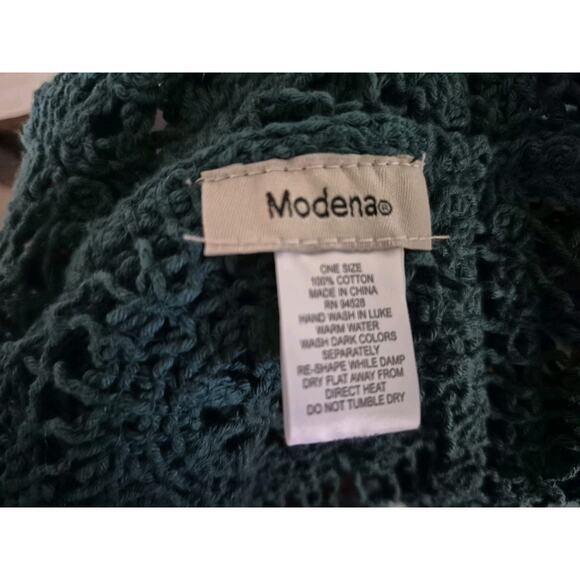 Modena®
ONE SIZE
100% COTTON
MADE IN CHINA
RN 94528
HAND WASH IN LUKE
WARM WATER
WASH DARK COLORS
SEPARATELY
RE-SHAPE WHILE DAMP
DRY FLAT AWAY FROM
DIRECT HEAT
DO NOT TUMBLE DRY